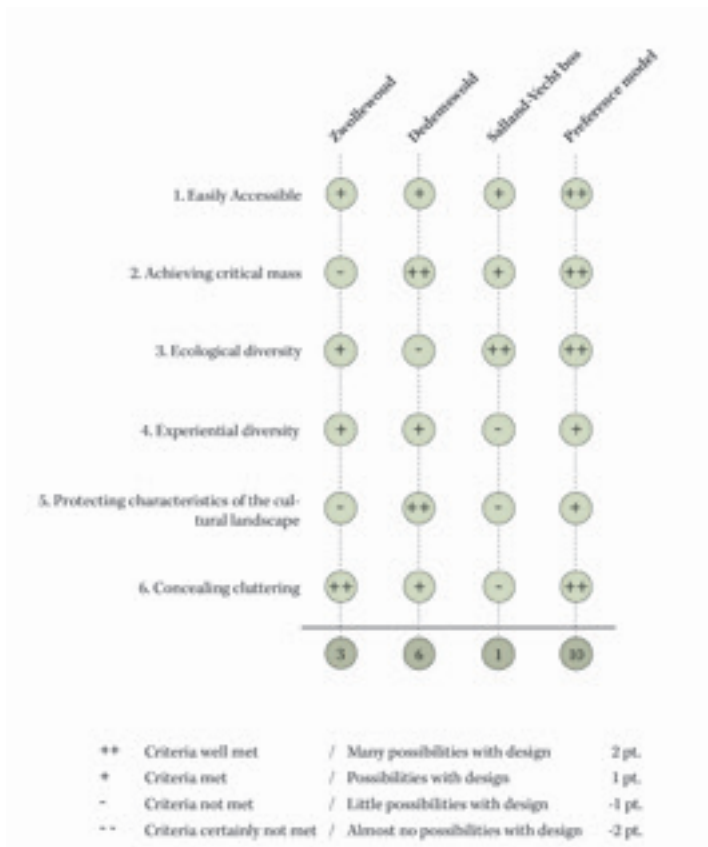 Zwollewoud Dedemswold Salland-Vecht bos Preference model
1. Easily Accessible + + + ++
2. Achieving critical mass - ++ + ++
3. Ecological diversity + - ++ ++
4. Experiential diversity + + - +
5. Protecting characteristics of the cul-
tural landscape - ++ - +
6. Concealing cluttering ++ + - ++
3 6 1 10
++ Criteria well met / Many possibilities with design 2 pt.
+ Criteria met / Possibilities with design 1 pt.
- Criteria not met / Little possibilities with design -1 pt.
-- Criteria certainly not met / Almost no possibilities with design -2 pt.